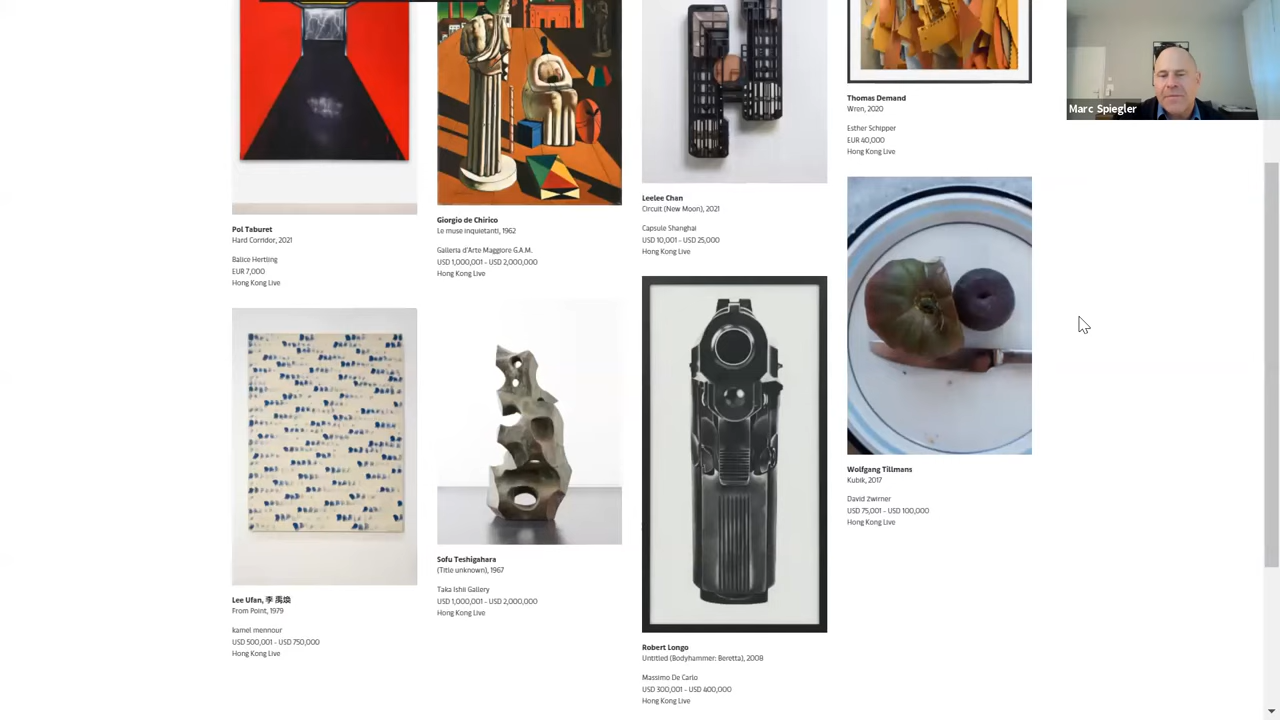 Marc Spiegler
Pol Taburet
Hard Corridor, 2021
Balice Hertling
EUR 7,000
Hong Kong Live
Lee Ufan, 李 禹煥
From Point, 1979
kamel mennour
USD 500,001 - USD 750,000
Hong Kong Live
Giorgio de Chirico
Le muse inquietanti, 1962
Galleria d'Arte Maggiore G.A.M.
USD 1,000,001 - USD 2,000,000
Hong Kong Live
Sofu Teshigahara
(Title unknown), 1967
Taka Ishii Gallery
USD 1,000,001 - USD 2,000,000
Hong Kong Live
Leelee Chan
Circuit (New Moon), 2021
Capsule Shanghai
USD 10,001 - USD 25,000
Hong Kong Live
Robert Longo
Untitled (Bodyhammer: Beretta), 2008
Massimo De Carlo
USD 300,001 - USD 400,000
Hong Kong Live
Thomas Demand
Wren, 2020
Esther Schipper
EUR 40,000
Hong Kong Live
Wolfgang Tillmans
Kubik, 2017
David Zwirner
USD 75,001 - USD 100,000
Hong Kong Live